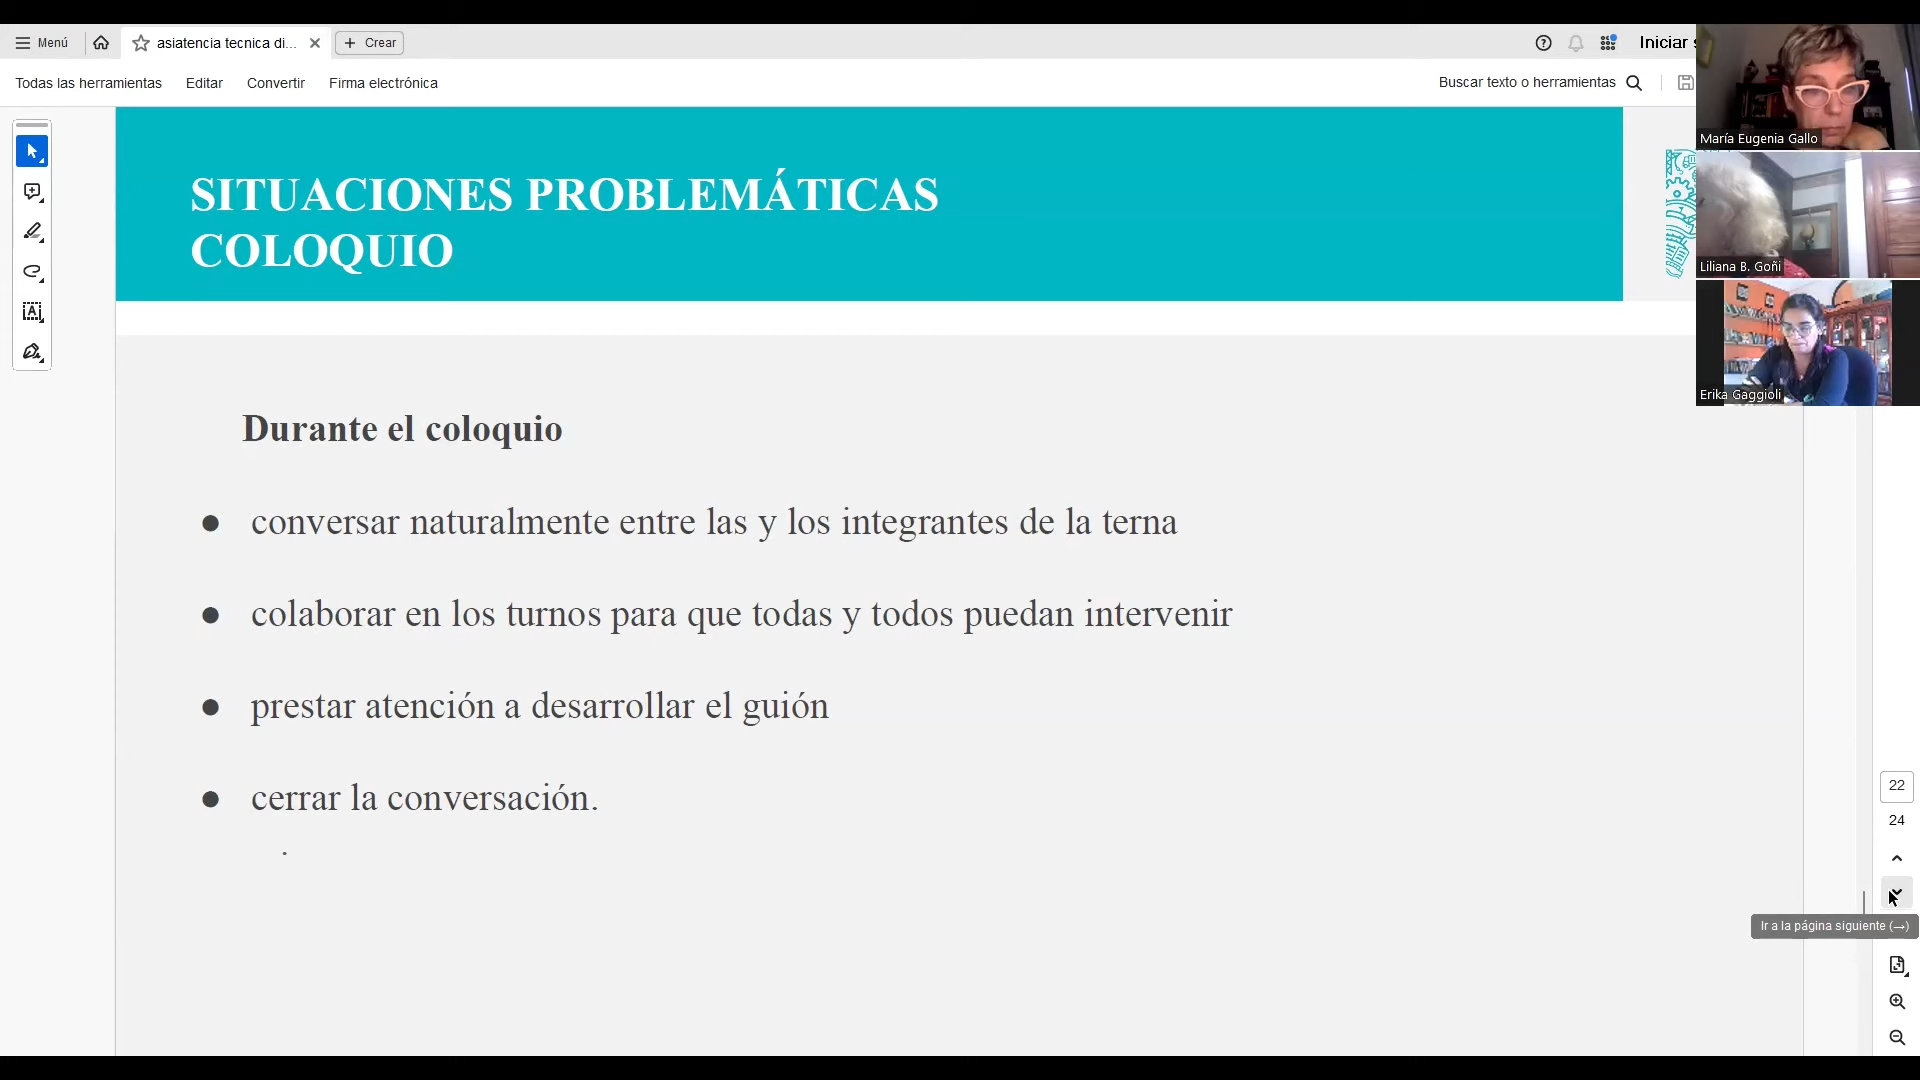 Menú
asiatencia tecnica di...
Crear
Iniciar s
Todas las herramientas
Editar
Convertir
Firma electrónica
Buscar texto o herramientas
SITUACIONES PROBLEMÁTICAS
COLOQUIO
María Eugenia Gallo
Liliana B. Goñi
Erika Gaggioli
Durante el coloquio
● conversar naturalmente entre las y los integrantes de la terna
● colaborar en los turnos para que todas y todos puedan intervenir
● prestar atención a desarrollar el guión
● cerrar la conversación.
.
22
24
Ir a la página siguiente (→)